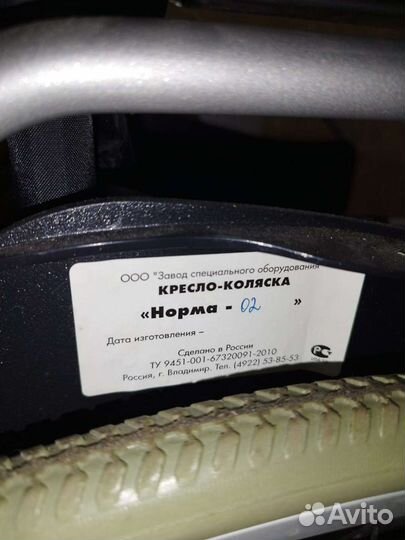 ООО "Завод специального оборудования
КРЕСЛО-КОЛЯСКА
«Норма - 02 »
Дата изготовления –
Сделано в России
ТУ 9451-001-67320091-2010
Россия, г. Владимир. Тел. (4922) 53-85-53
Avito